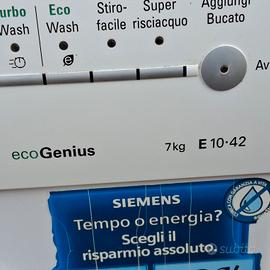 urbo Eco Stiro- Super Aggiungi
Wash Wash facile risciacquo Bucato
Av
ecoGenius 7kg E 10·42
SIEMENS
Tempo o energia?
Scegli il
risparmio assoluto.
subito